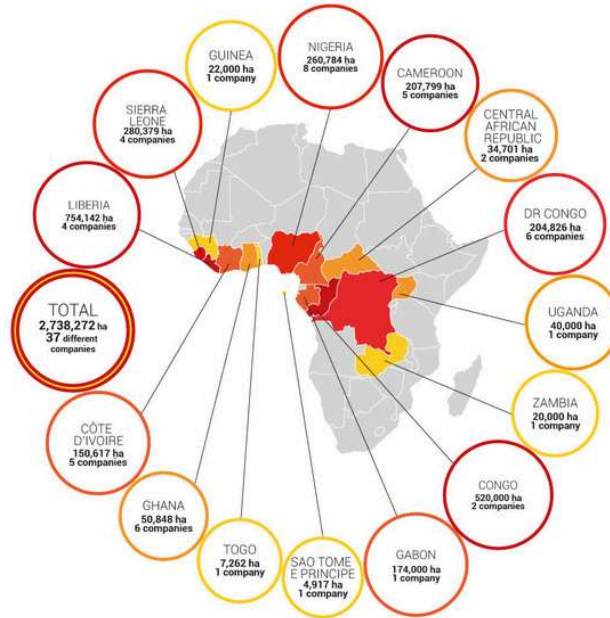 NIGERIA
260,784 ha
8 companies
GUINEA
22,000 ha
1 company
CAMEROON
207,799 ha
5 companies
SIERRA
LEONE
280,379 ha
4 companies
CENTRAL
AFRICAN
REPUBLIC
34,701 ha
2 companies
LIBERIA
754,142 ha
4 companies
DR CONGO
204,826 ha
6 companies
TOTAL
2,738,272 ha
37 different
companies
UGANDA
40,000 ha
1 company
ZAMBIA
20,000 ha
1 company
CÔTE
D'IVOIRE
150,617 ha
5 companies
CONGO
520,000 ha
2 companies
GHANA
50,848 ha
6 companies
TOGO
7,262 ha
1 company
SAO TOME
E PRINCIPE
4,917 ha
1 company
GABON
174,000 ha
1 company